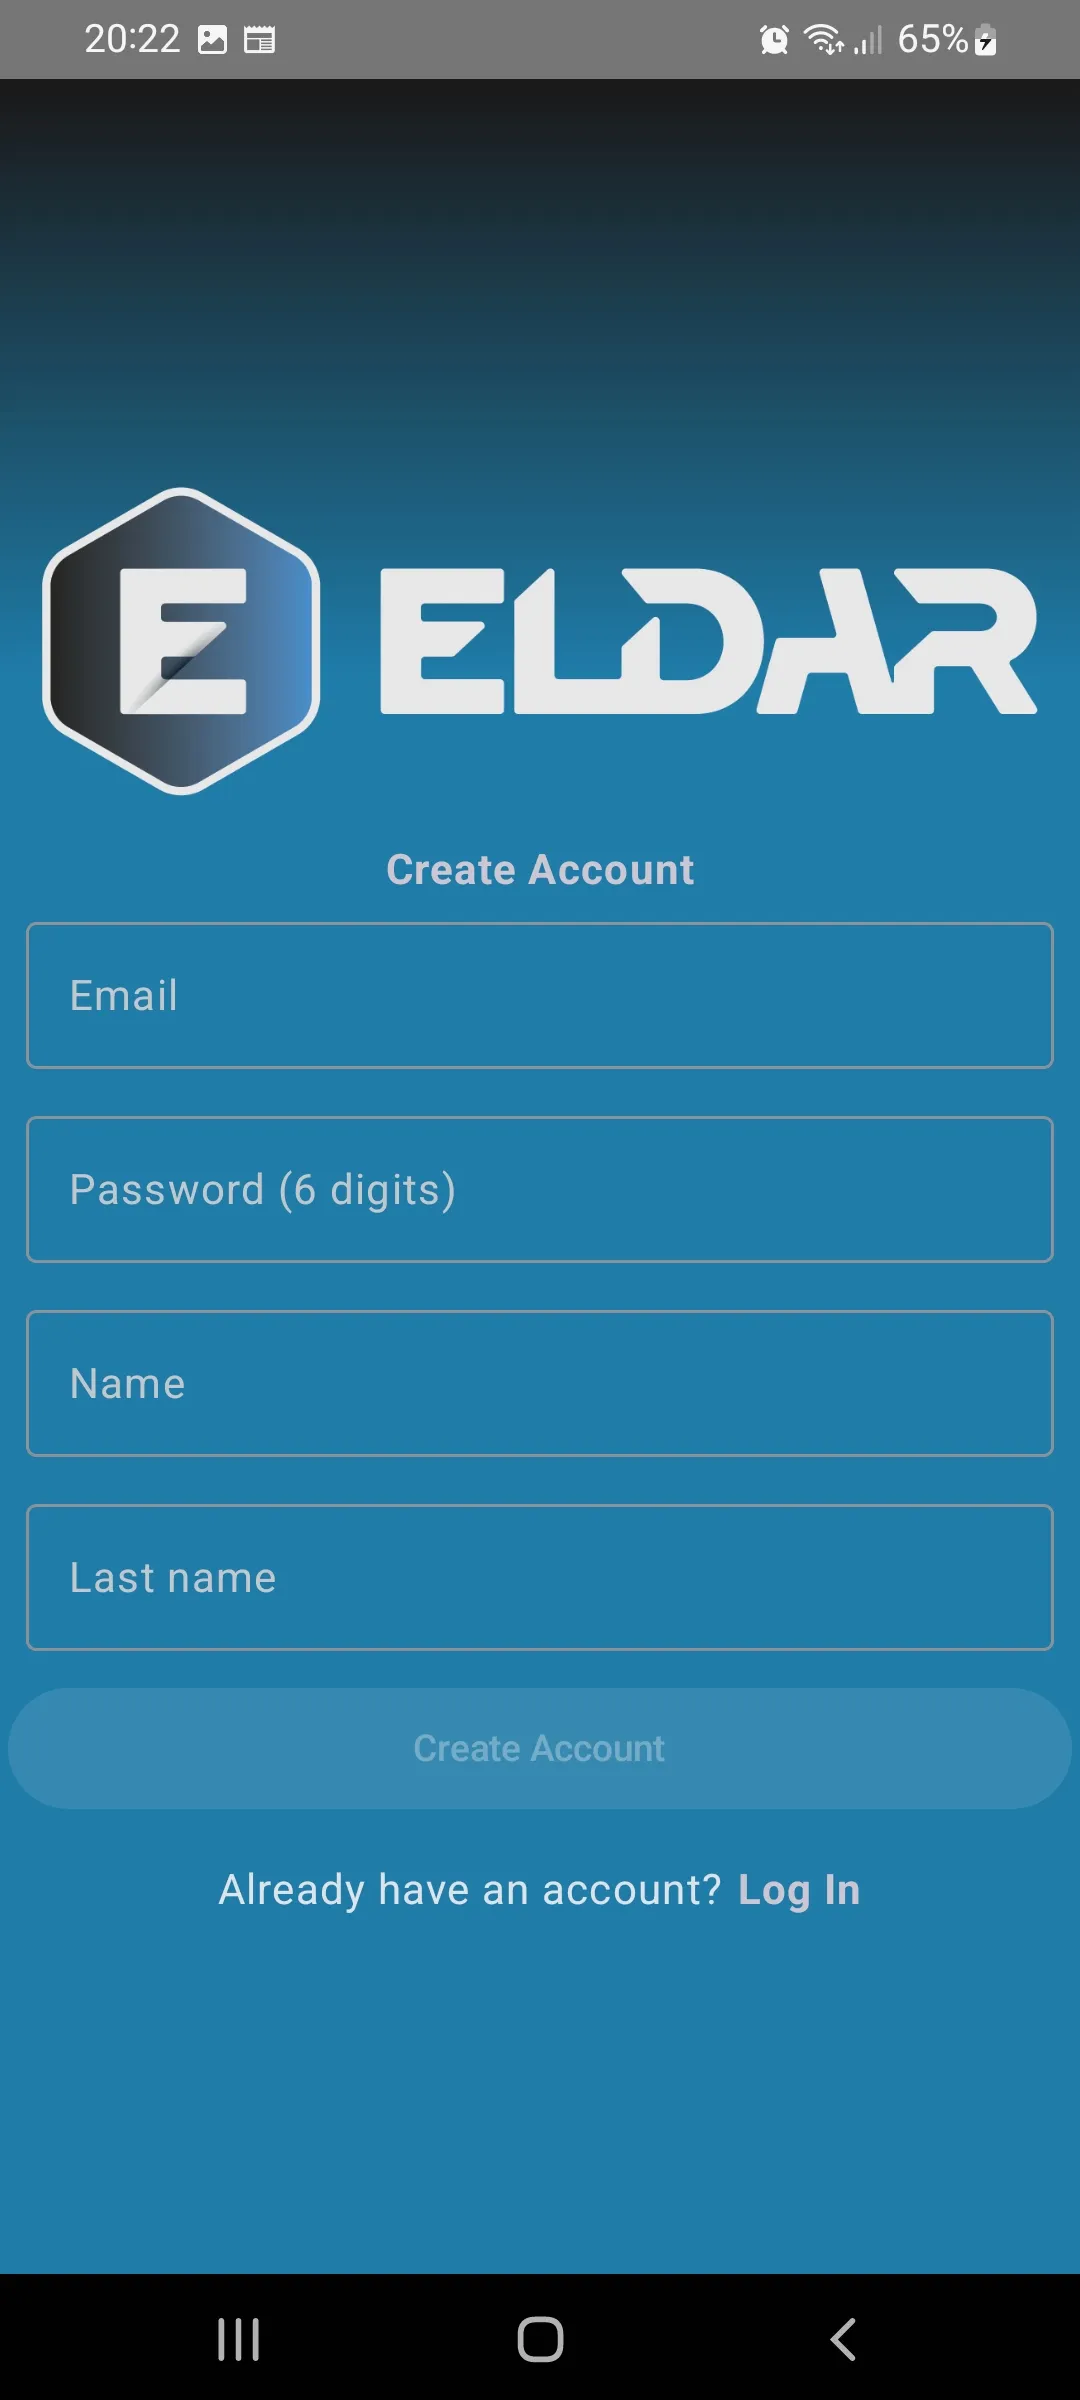 20:22 65%
E ELDAR
Create Account
Email
Password (6 digits)
Name
Last name
Create Account
Already have an account? Log In